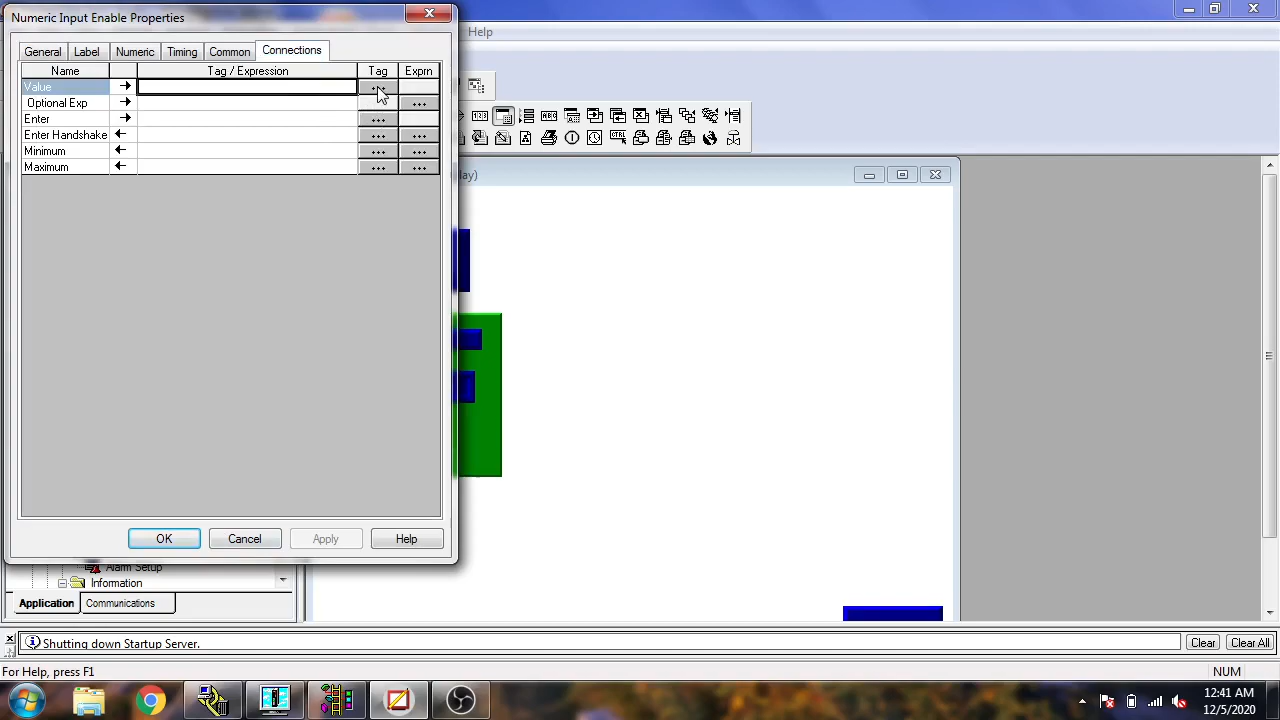 Numeric Input Enable Properties
General Label Numeric Timing Common Connections
Name Tag / Expression Tag Exprn
Value
Optional Exp
Enter
Enter Handshake
Minimum
Maximum
OK Cancel Apply Help
Help
lay)
Alarm Setup
Information
Application Communications
Shutting down Startup Server.
Clear Clear All
For Help, press F1
NUM
12:41 AM
12/5/2020